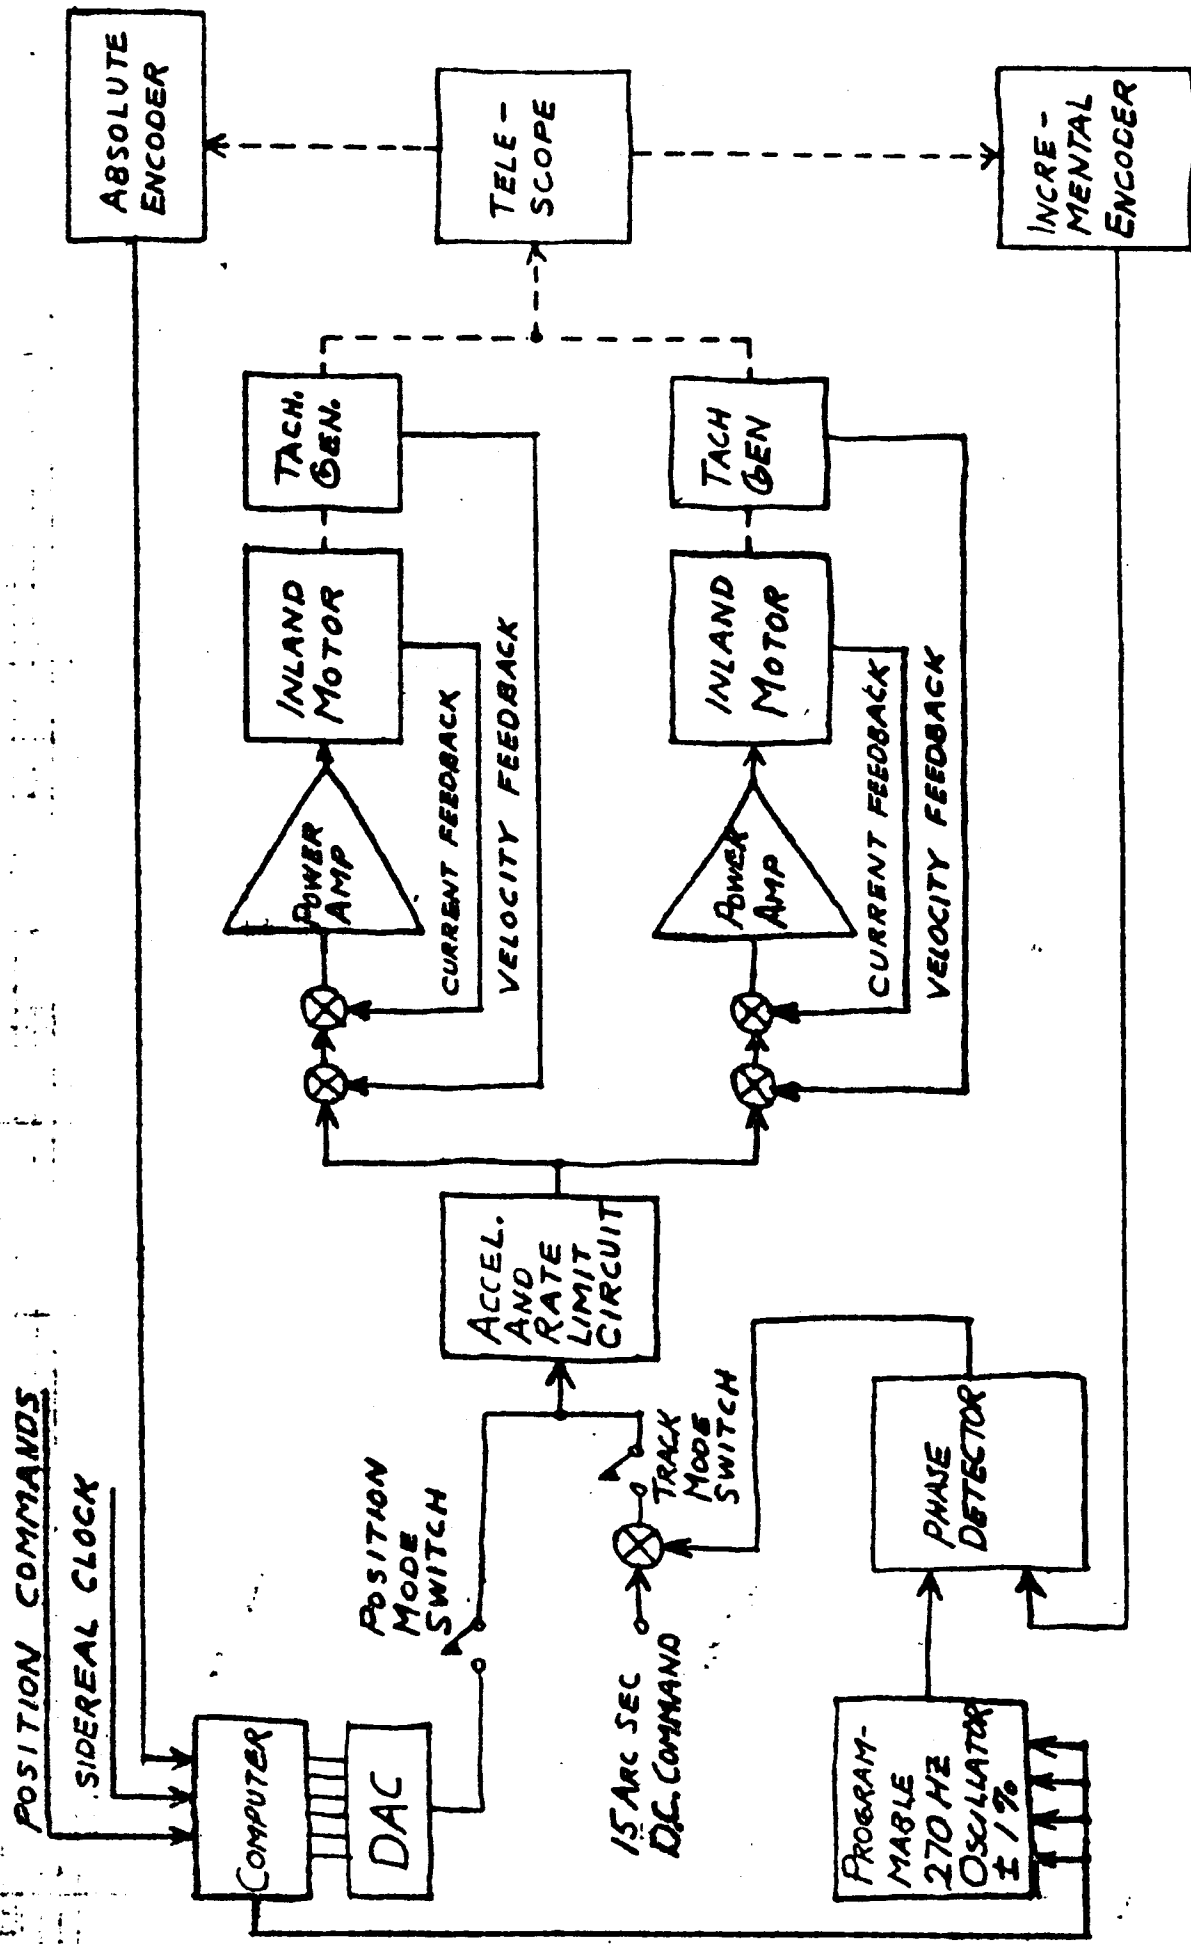 POSITION COMMANDS
SIDEREAL CLOCK
COMPUTER
DAC
POSITION
MODE
SWITCH
15 ARC SEC
D.C. COMMAND
TRACK
MODE
SWITCH
PROGRAM-
MABLE
270 HZ
OSCILLATOR
± 1%
PHASE
DETECTOR
ACCEL.
AND
RATE
LIMIT
CIRCUIT
POWER
AMP
INLAND
MOTOR
TACH.
GEN.
CURRENT FEEDBACK
VELOCITY FEEDBACK
POWER
AMP
INLAND
MOTOR
TACH
GEN
CURRENT FEEDBACK
VELOCITY FEEDBACK
ABSOLUTE
ENCODER
TELE-
SCOPE
INCRE-
MENTAL
ENCODER